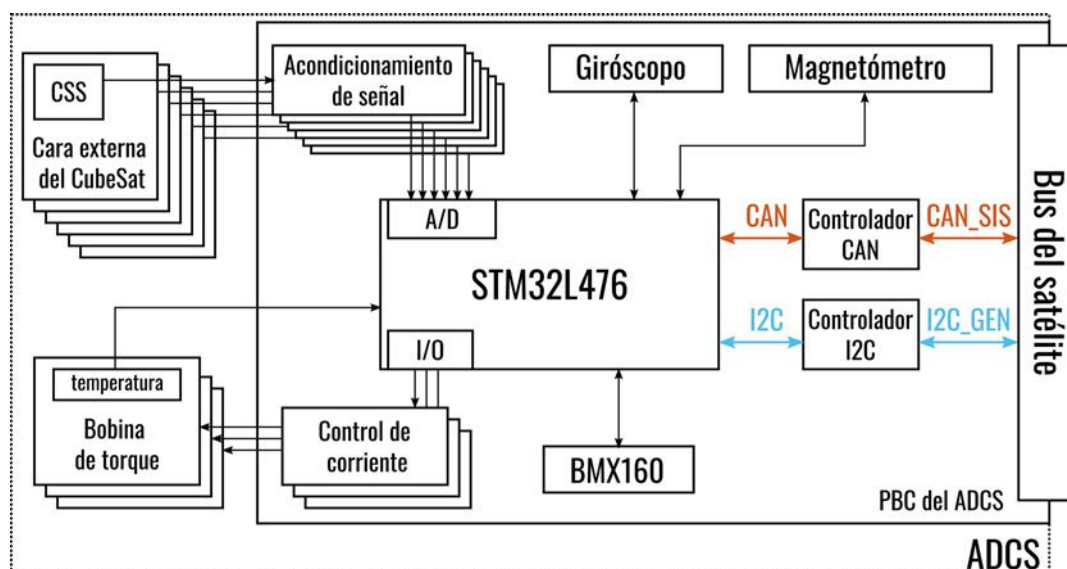 CSS
Cara externa
del CubeSat
Acondicionamiento
de señal
Giróscopo
Magnetómetro
A/D
STM32L476
I/O
CAN
Controlador
CAN
CAN_SIS
I2C
Controlador
I2C
I2C_GEN
Bus del satélite
temperatura
Bobina
de torque
Control de
corriente
BMX160
PBC del ADCS
ADCS